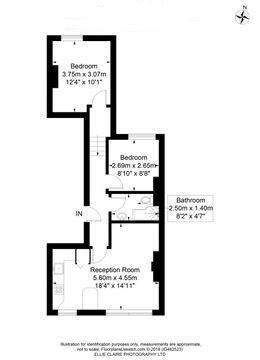 N
Bedroom
3.75m x 3.07m
12'4" x 10'1"
Bedroom
2.69m x 2.65m
8'10" x 8'8"
Bathroom
2.50m x 1.40m
8'2" x 4'7"
IN
Reception Room
5.60m x 4.55m
18'4" x 14'11"
Illustration for identification purposes only, measurements are approximate,
not to scale. FloorplansUsketch.com © 2018 (ID482523)
ELLIE CLAIRE PHOTOGRAPHY LTD